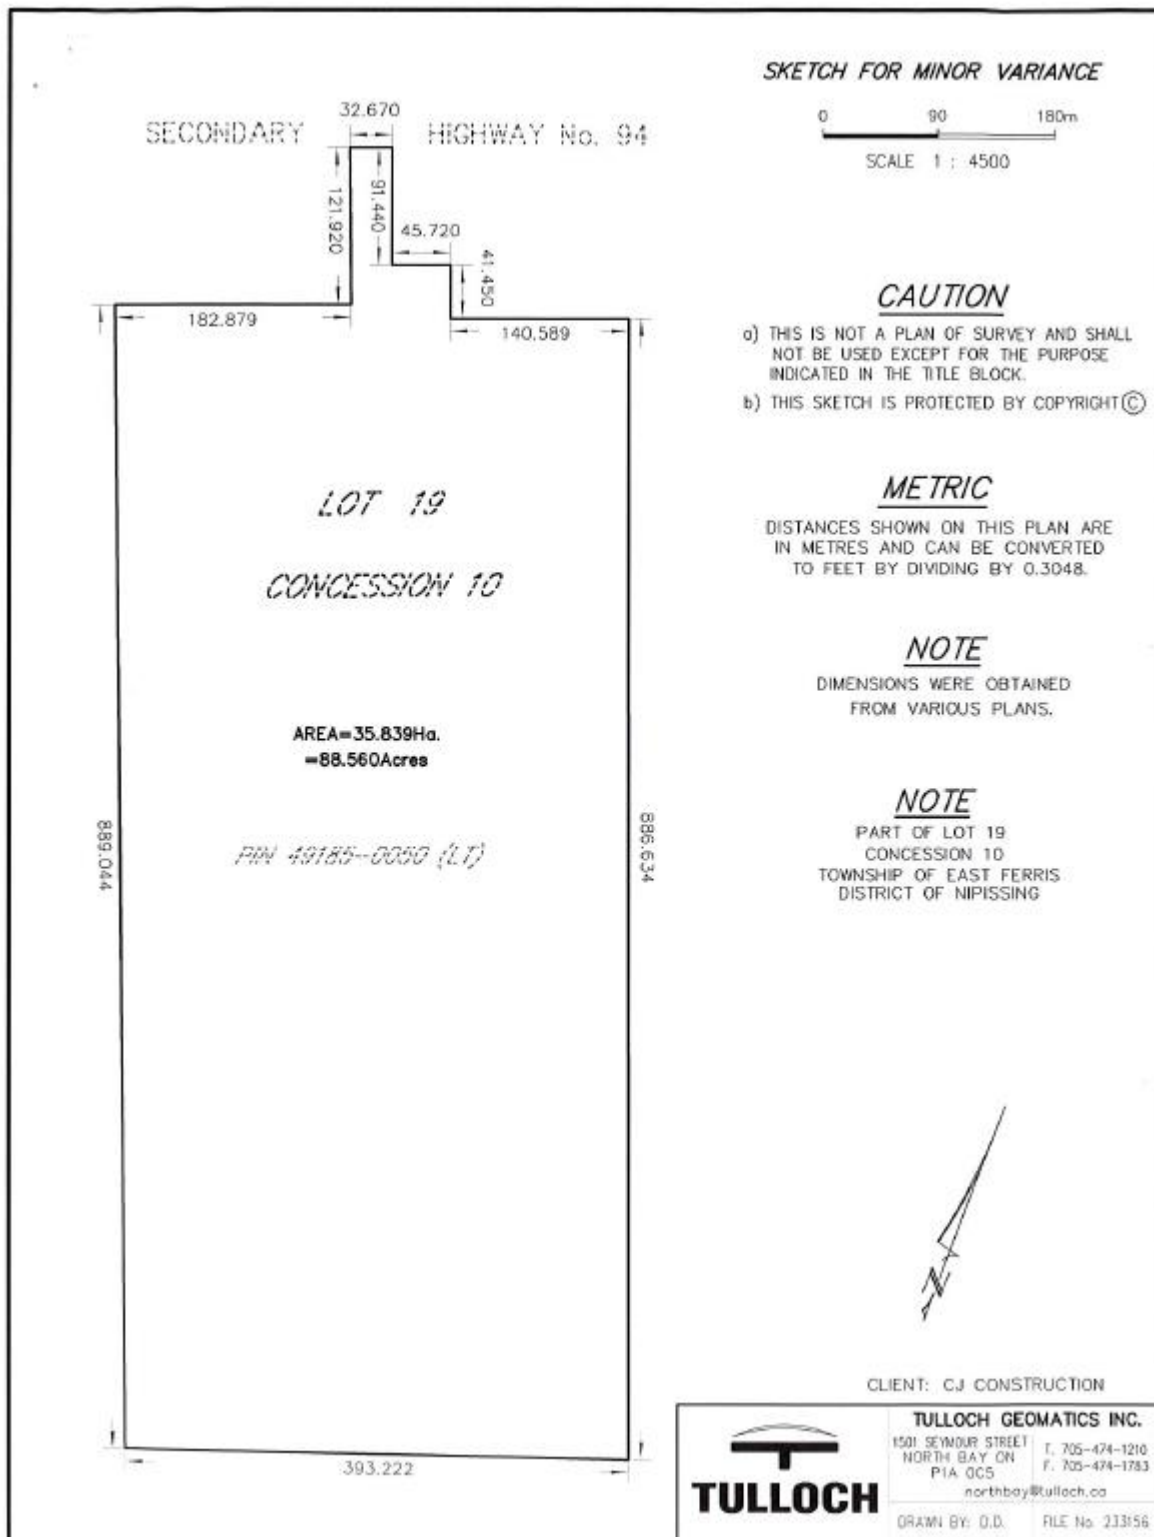 SKETCH FOR MINOR VARIANCE
0 90 180m
SCALE 1 : 4500
32.670
SECONDARY HIGHWAY No. 94
121.920
91.440
45.720
41.450
182.879
140.589
CAUTION
a) THIS IS NOT A PLAN OF SURVEY AND SHALL
NOT BE USED EXCEPT FOR THE PURPOSE
INDICATED IN THE TITLE BLOCK.
b) THIS SKETCH IS PROTECTED BY COPYRIGHT ©
LOT 19
CONCESSION 10
METRIC
DISTANCES SHOWN ON THIS PLAN ARE
IN METRES AND CAN BE CONVERTED
TO FEET BY DIVIDING BY 0.3048.
NOTE
DIMENSIONS WERE OBTAINED
FROM VARIOUS PLANS.
AREA=35.839Ha.
=88.560Acres
NOTE
PART OF LOT 19
CONCESSION 10
TOWNSHIP OF EAST FERRIS
DISTRICT OF NIPISSING
889.044
PIN 49185-0050 (LT)
886.634
N
CLIENT: CJ CONSTRUCTION
393.222
TULLOCH
TULLOCH GEOMATICS INC.
1501 SEYMOUR STREET
NORTH BAY ON
P1A 0C5
T. 705-474-1210
F. 705-474-1783
northbay@tulloch.ca
DRAWN BY: D.D. FILE No. 233156